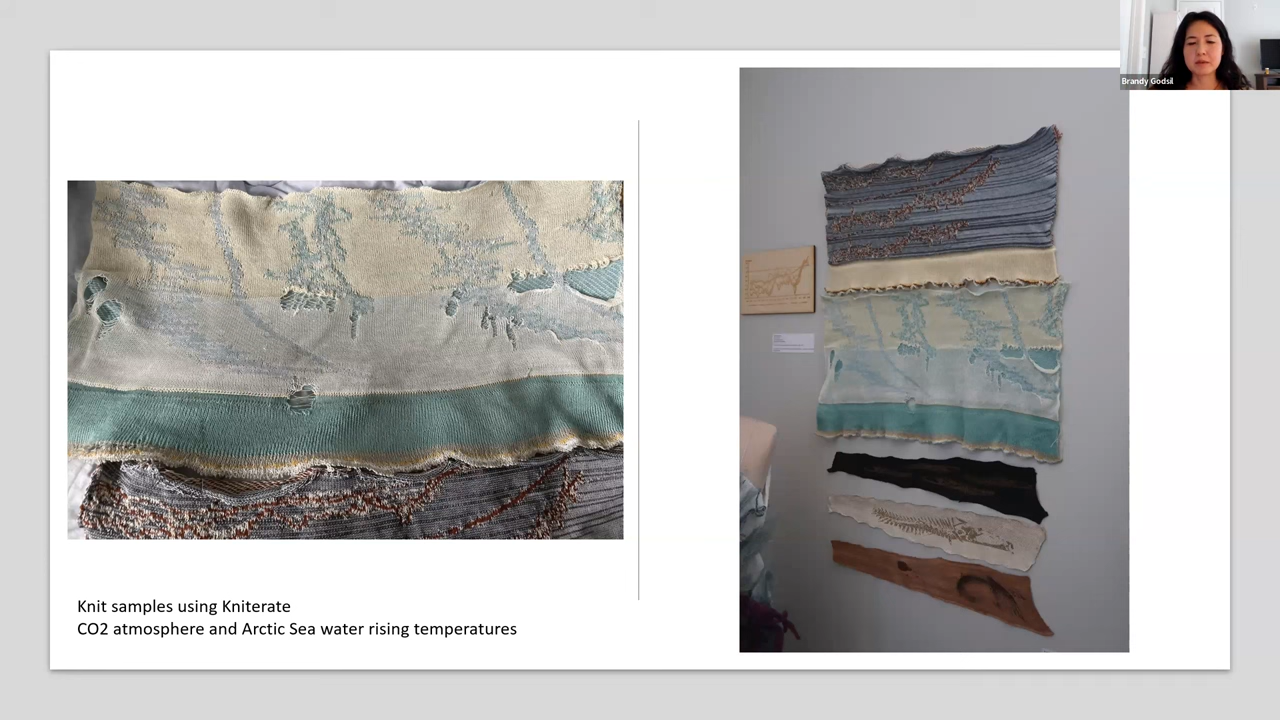 Brandy Godsil
Knit samples using Kniterate
CO2 atmosphere and Arctic Sea water rising temperatures